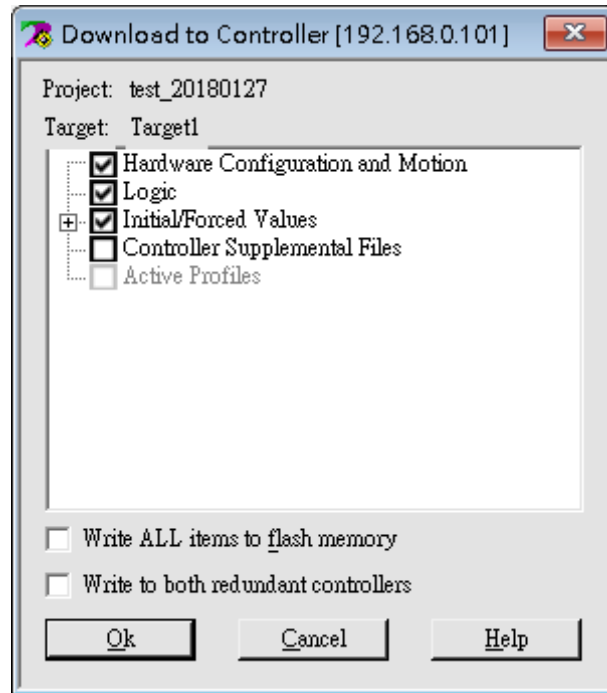 Download to Controller [192.168.0.101]
Project: test_20180127
Target: Target1
Hardware Configuration and Motion
Logic
Initial/Forced Values
Controller Supplemental Files
Active Profiles
Write ALL items to flash memory
Write to both redundant controllers
Ok Cancel Help